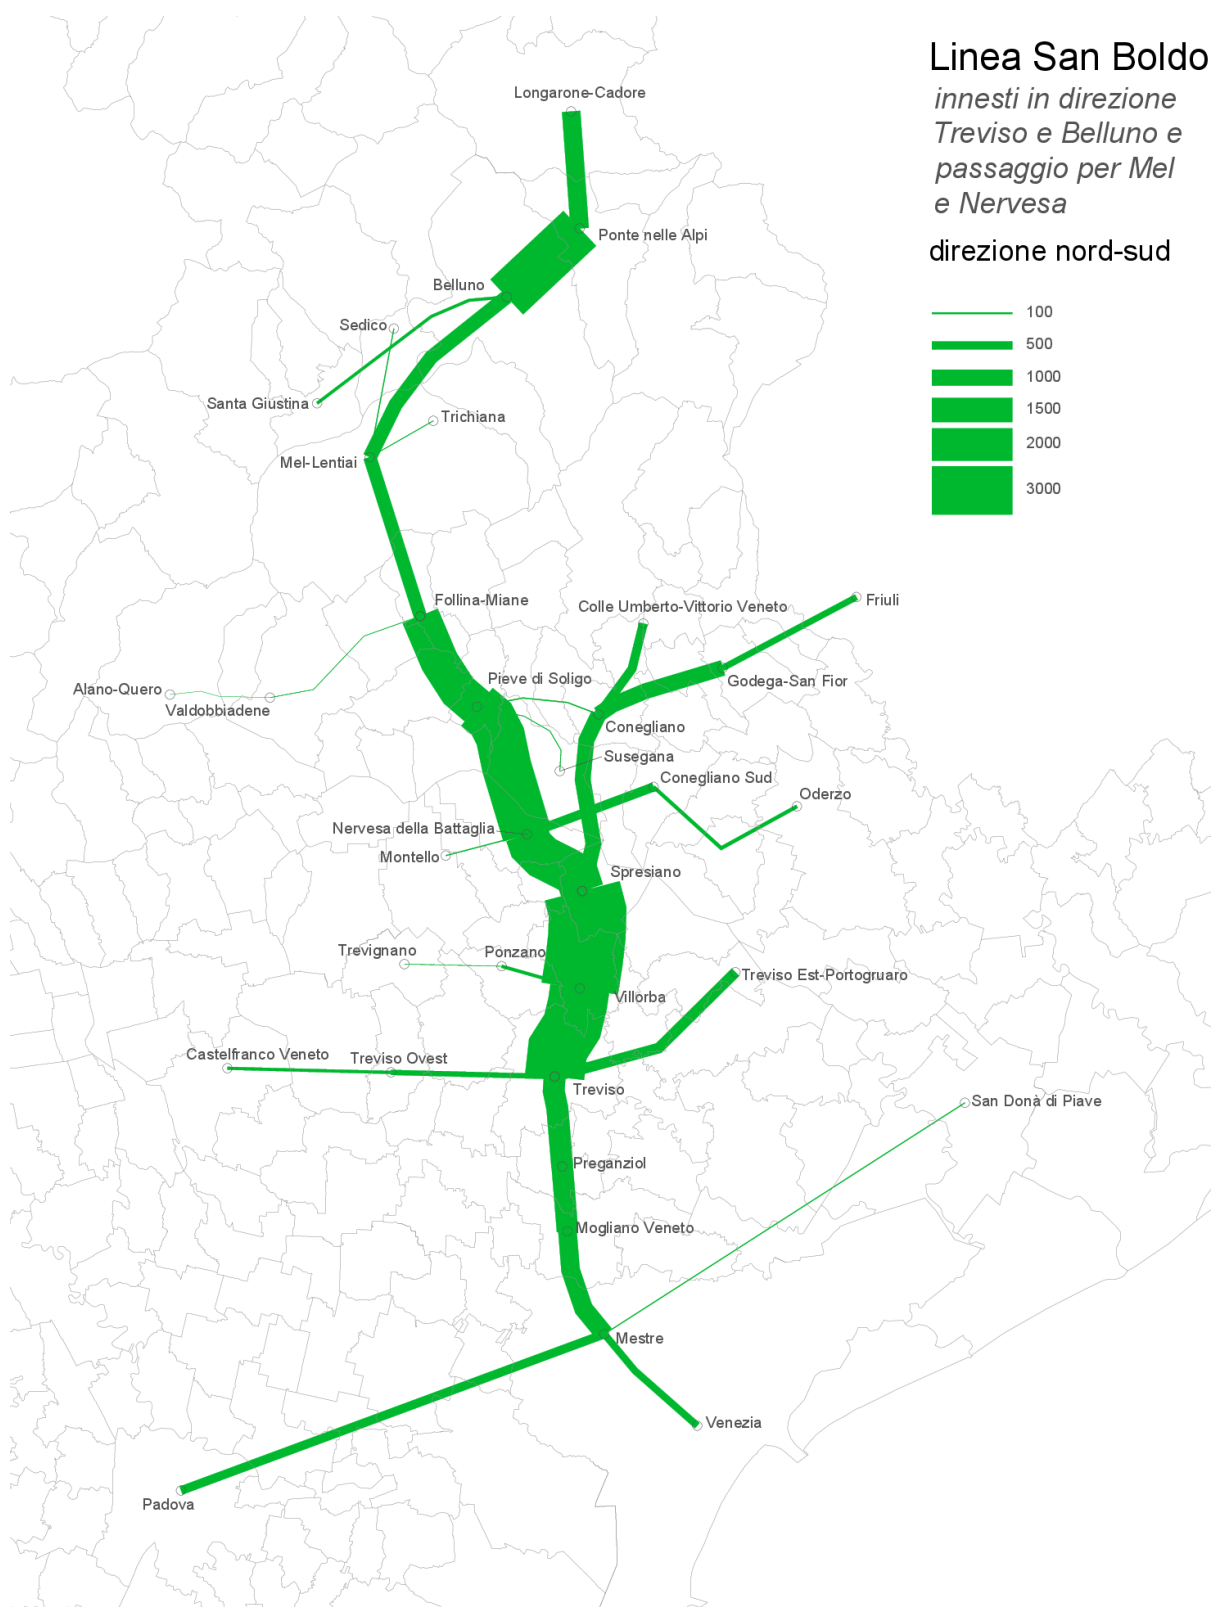 Linea San Boldo
innesti in direzione
Treviso e Belluno e
passaggio per Mel
e Nervesa
direzione nord-sud
100
500
1000
1500
2000
3000
Longarone-Cadore
Ponte nelle Alpi
Belluno
Sedico
Santa Giustina
Trichiana
Mel-Lentiai
Follina-Miane
Colle Umberto-Vittorio Veneto
Friuli
Pieve di Soligo
Godega-San Fior
Alano-Quero
Valdobbiadene
Conegliano
Susegana
Conegliano Sud
Oderzo
Nervesa della Battaglia
Montello
Spresiano
Trevignano
Ponzano
Treviso Est-Portogruaro
Villorba
Castelfranco Veneto
Treviso Ovest
Treviso
San Donà di Piave
Preganziol
Mogliano Veneto
Mestre
Venezia
Padova